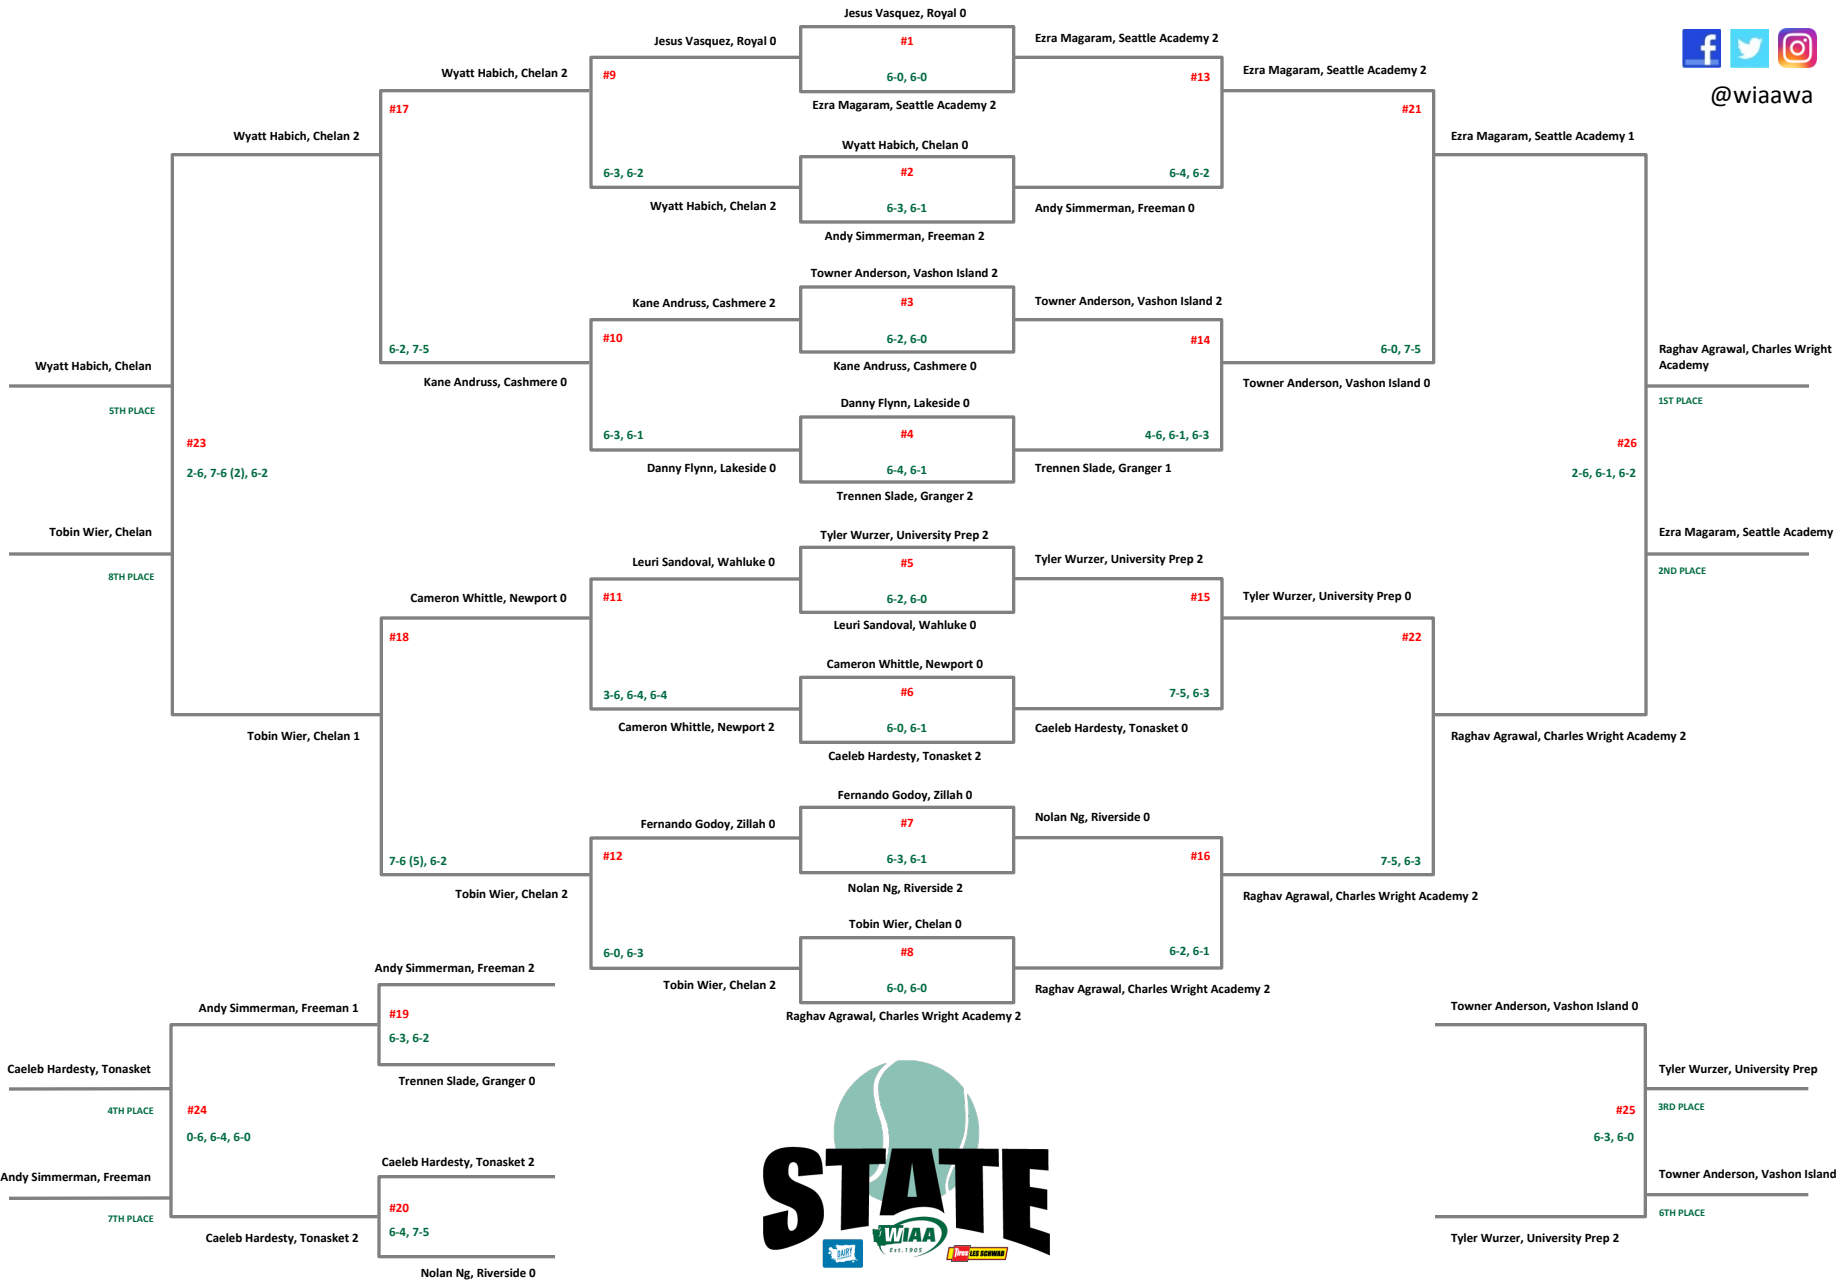 Jesus Vasquez, Royal 0
Jesus Vasquez, Royal 0
#1
Ezra Magaram, Seattle Academy 2
Wyatt Habich, Chelan 2
#9
6-0, 6-0
#13
Ezra Magaram, Seattle Academy 2
@wiaawa
#17
Ezra Magaram, Seattle Academy 2
#21
Wyatt Habich, Chelan 2
Wyatt Habich, Chelan 0
Ezra Magaram, Seattle Academy 1
6-3, 6-2
#2
6-4, 6-2
Wyatt Habich, Chelan 2
6-3, 6-1
Andy Simmerman, Freeman 0
Andy Simmerman, Freeman 2
Towner Anderson, Vashon Island 2
Kane Andruss, Cashmere 2
#3
Towner Anderson, Vashon Island 2
#10
6-2, 6-0
#14
6-2, 7-5
6-0, 7-5
Raghav Agrawal, Charles Wright
Academy
Wyatt Habich, Chelan
Kane Andruss, Cashmere 0
Kane Andruss, Cashmere 0
Towner Anderson, Vashon Island 0
5TH PLACE
Danny Flynn, Lakeside 0
1ST PLACE
#23
6-3, 6-1
#4
4-6, 6-1, 6-3
#26
2-6, 7-6 (2), 6-2
Danny Flynn, Lakeside 0
6-4, 6-1
Trennen Slade, Granger 1
2-6, 6-1, 6-2
Trennen Slade, Granger 2
Tobin Wier, Chelan
Tyler Wurzer, University Prep 2
Ezra Magaram, Seattle Academy
Leuri Sandoval, Wahluke 0
#5
Tyler Wurzer, University Prep 2
8TH PLACE
2ND PLACE
Cameron Whittle, Newport 0
#11
6-2, 6-0
#15
Tyler Wurzer, University Prep 0
#18
Leuri Sandoval, Wahluke 0
#22
Cameron Whittle, Newport 0
3-6, 6-4, 6-4
#6
7-5, 6-3
Tobin Wier, Chelan 1
Cameron Whittle, Newport 2
6-0, 6-1
Caeleb Hardesty, Tonasket 0
Raghav Agrawal, Charles Wright Academy 2
Caeleb Hardesty, Tonasket 2
Fernando Godoy, Zillah 0
Fernando Godoy, Zillah 0
#7
Nolan Ng, Riverside 0
7-6 (5), 6-2
#12
6-3, 6-1
#16
7-5, 6-3
Tobin Wier, Chelan 2
Nolan Ng, Riverside 2
Raghav Agrawal, Charles Wright Academy 2
Tobin Wier, Chelan 0
6-0, 6-3
#8
6-2, 6-1
Andy Simmerman, Freeman 2
Tobin Wier, Chelan 2
6-0, 6-0
Raghav Agrawal, Charles Wright Academy 2
Andy Simmerman, Freeman 1
#19
Raghav Agrawal, Charles Wright Academy 2
Towner Anderson, Vashon Island 0
6-3, 6-2
Caeleb Hardesty, Tonasket
Trennen Slade, Granger 0
Tyler Wurzer, University Prep
4TH PLACE
#24
#25
3RD PLACE
0-6, 6-4, 6-0
6-3, 6-0
Andy Simmerman, Freeman
Caeleb Hardesty, Tonasket 2
Towner Anderson, Vashon Island
7TH PLACE
#20
6TH PLACE
Caeleb Hardesty, Tonasket 2
6-4, 7-5
Tyler Wurzer, University Prep 2
Nolan Ng, Riverside 0
STATE
WIAA
Est. 1905
DAIRY
Tires LES SCHWAB